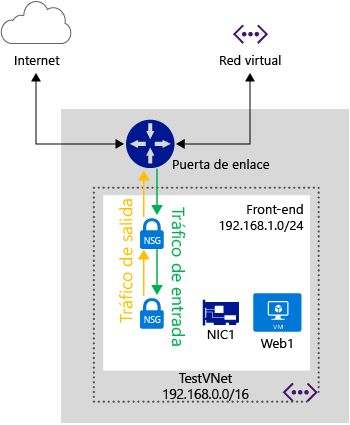 Internet
Red virtual
Puerta de enlace
Front-end
192.168.1.0/24
Tráfico de salida
Tráfico de entrada
NSG
NSG
NIC1
VM
Web1
TestVNet
192.168.0.0/16